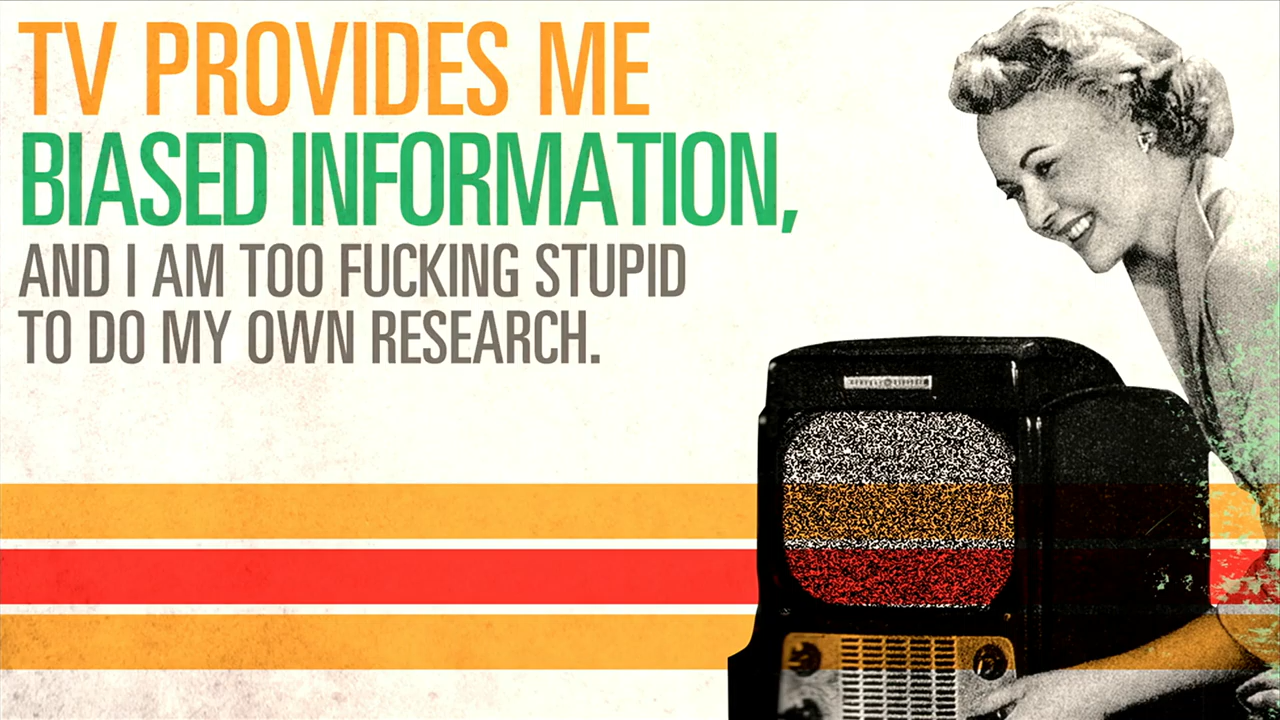 TV PROVIDES ME
BIASED INFORMATION,
AND I AM TOO FUCKING STUPID
TO DO MY OWN RESEARCH.